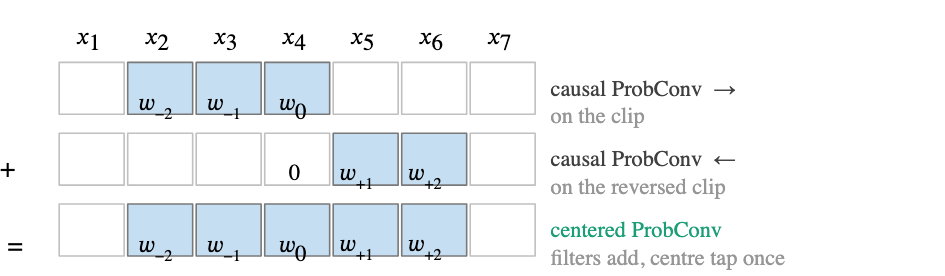 x1 x2 x3 x4 x5 x6 x7
w−2 w−1 w0
causal ProbConv →
on the clip
+
0 w+1 w+2
causal ProbConv ←
on the reversed clip
=
w−2 w−1 w0 w+1 w+2
centered ProbConv
filters add, centre tap once